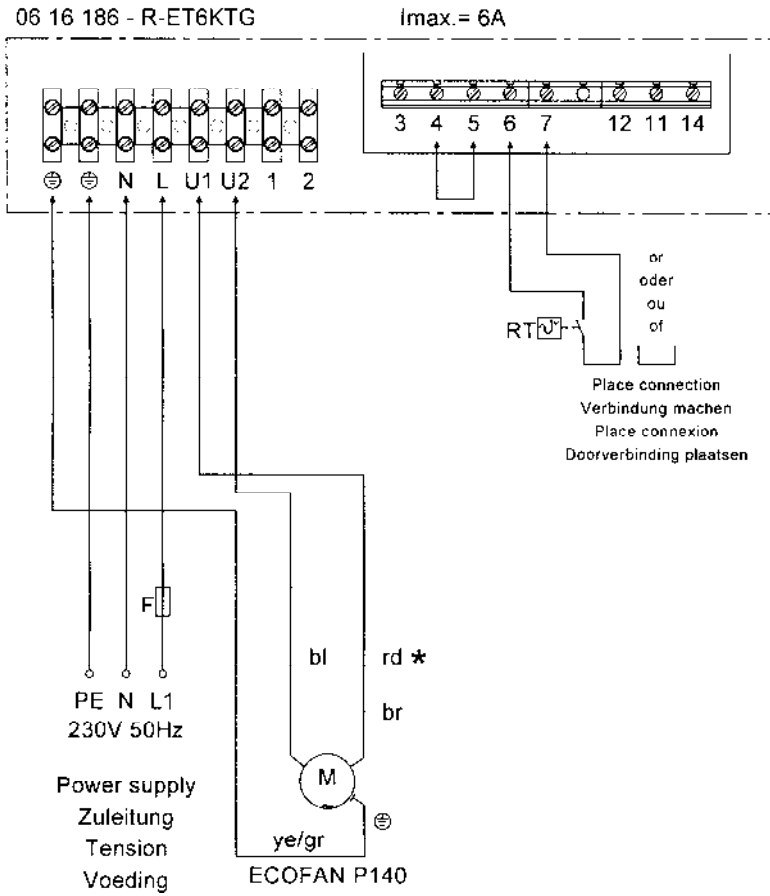 06 16 186 - R-ET6KTG
Imax.= 6A
3 4 5 6 7 12 11 14
N L U1 U2 1 2
or
oder
ou
of
RT
Place connection
Verbindung machen
Place connexion
Doorverbinding plaatsen
F
bl
rd *
br
PE N L1
230V 50Hz
M
Power supply
Zuleitung
Tension
Voeding
ye/gr
ECOFAN P140